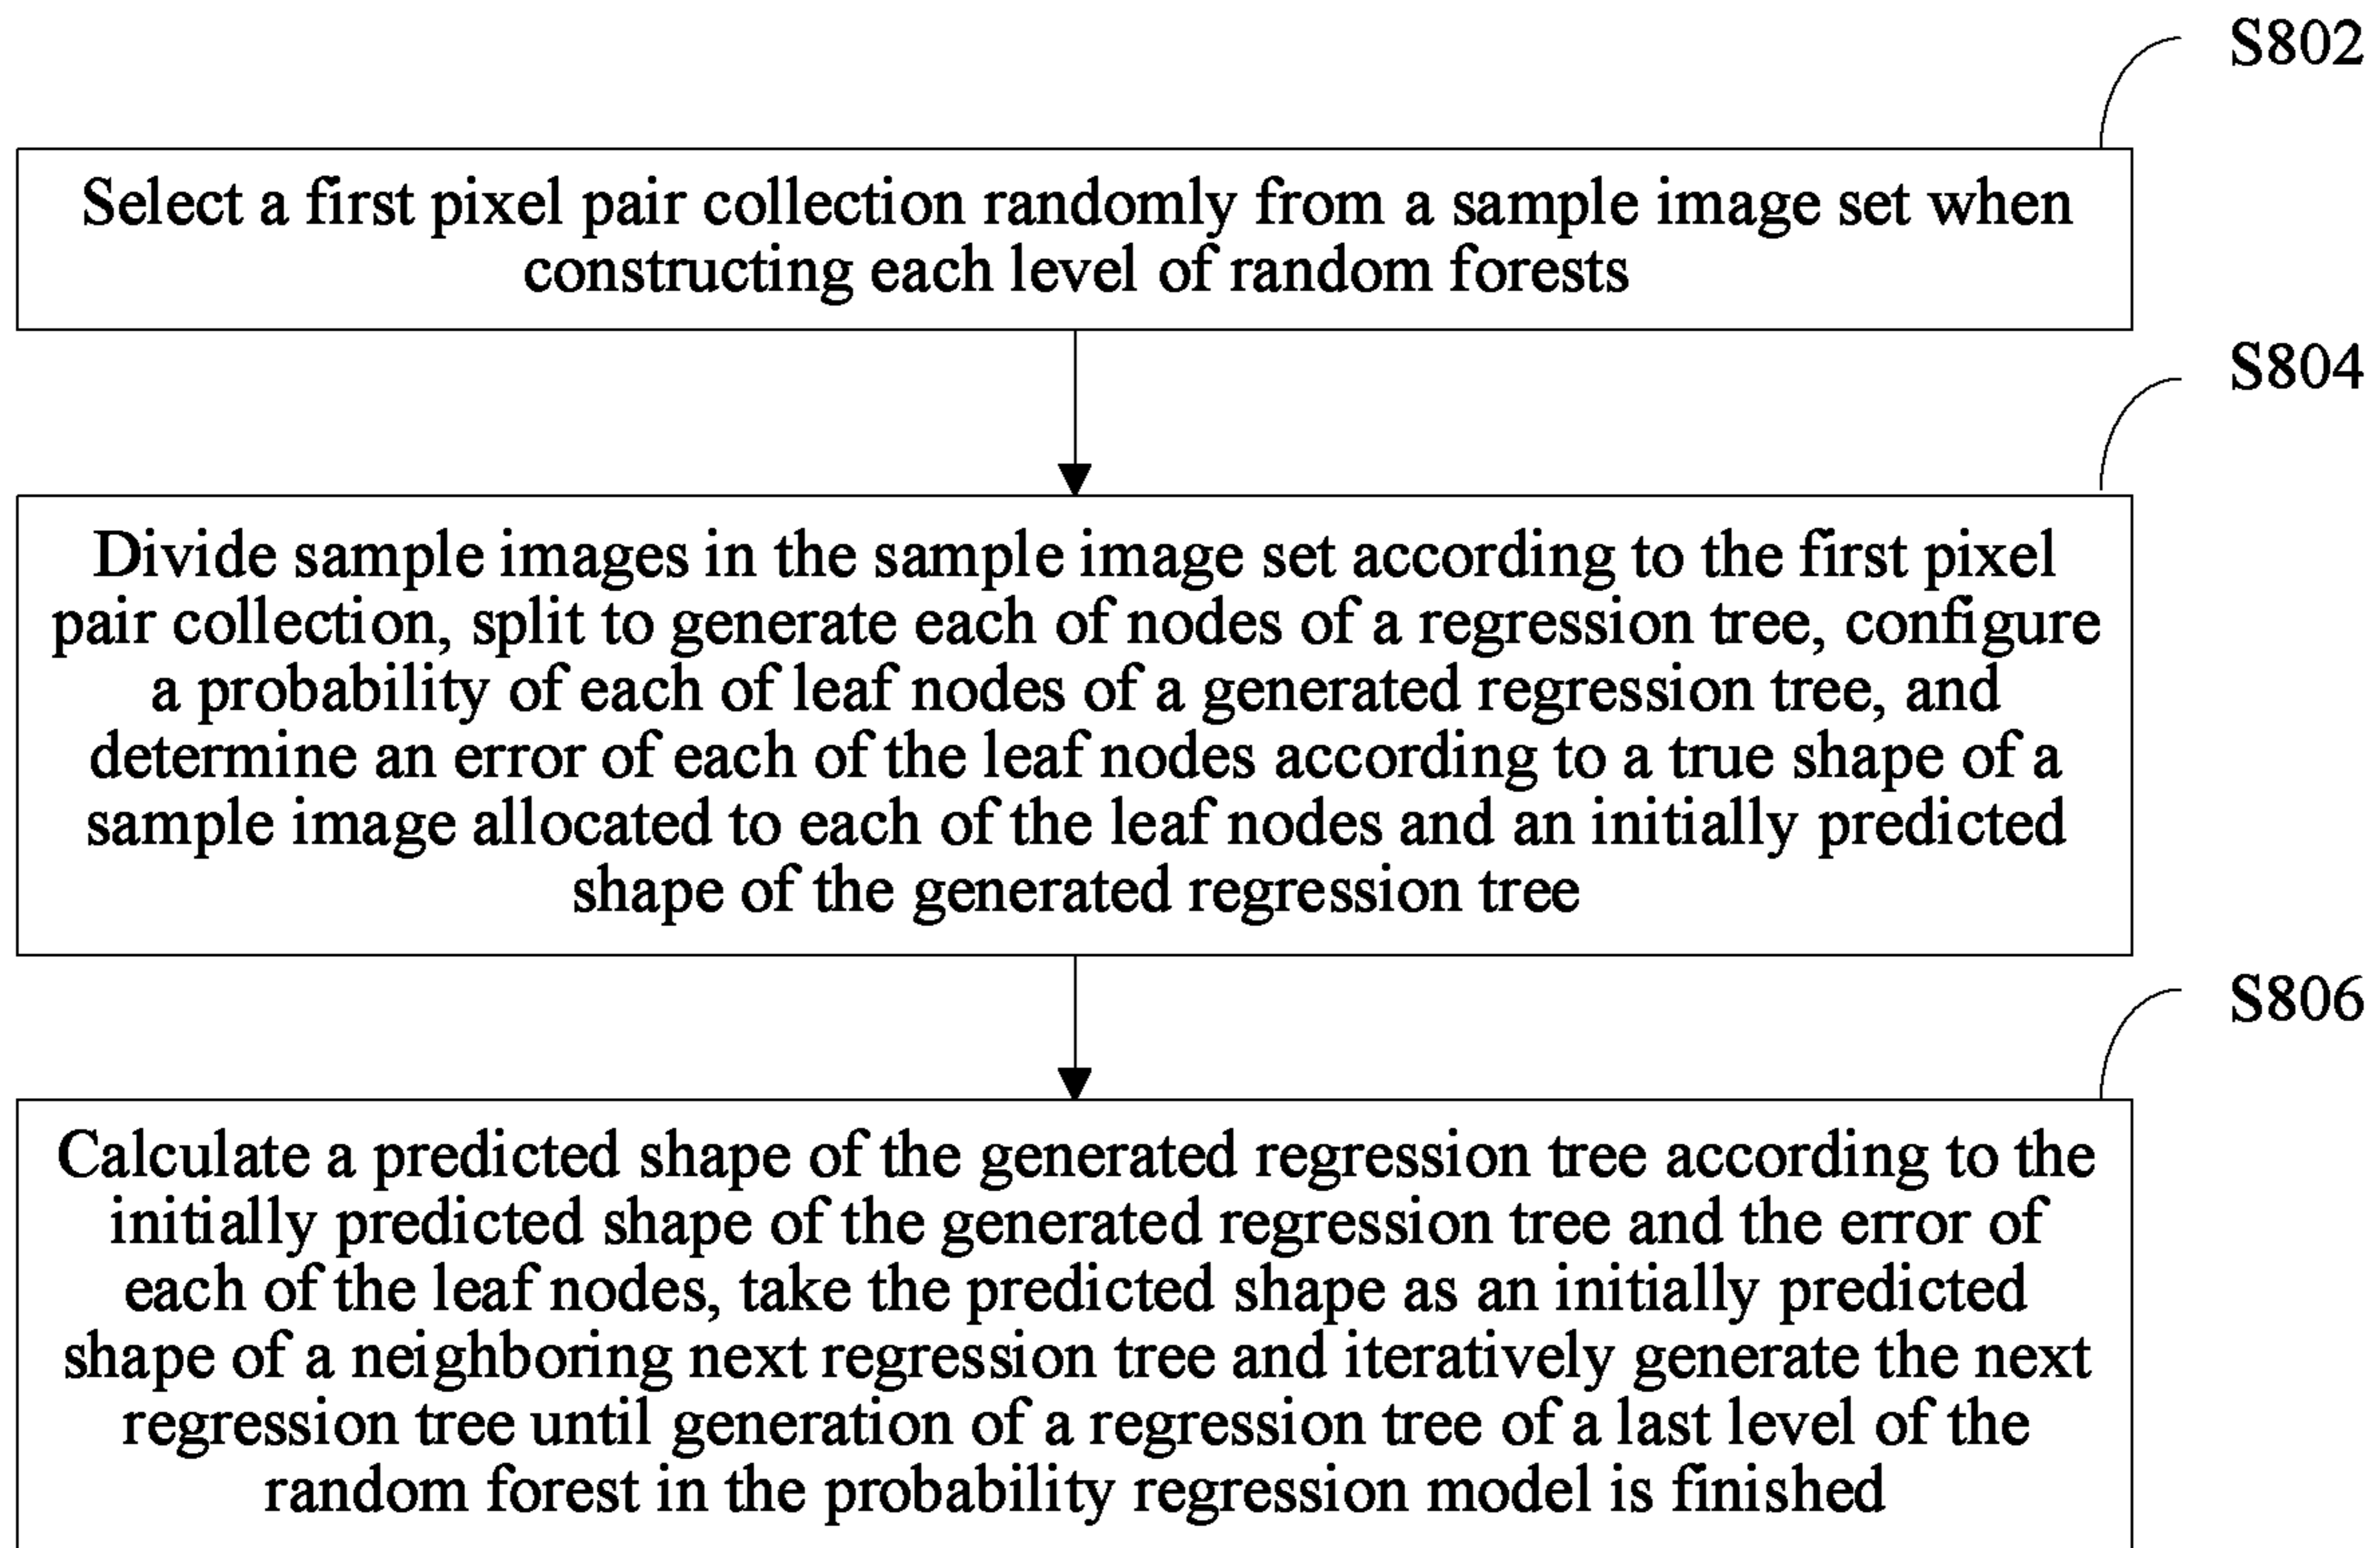 S802
Select a first pixel pair collection randomly from a sample image set when
constructing each level of random forests
S804
Divide sample images in the sample image set according to the first pixel
pair collection, split to generate each of nodes of a regression tree, configure
a probability of each of leaf nodes of a generated regression tree, and
determine an error of each of the leaf nodes according to a true shape of a
sample image allocated to each of the leaf nodes and an initially predicted
shape of the generated regression tree
S806
Calculate a predicted shape of the generated regression tree according to the
initially predicted shape of the generated regression tree and the error of
each of the leaf nodes, take the predicted shape as an initially predicted
shape of a neighboring next regression tree and iteratively generate the next
regression tree until generation of a regression tree of a last level of the
random forest in the probability regression model is finished